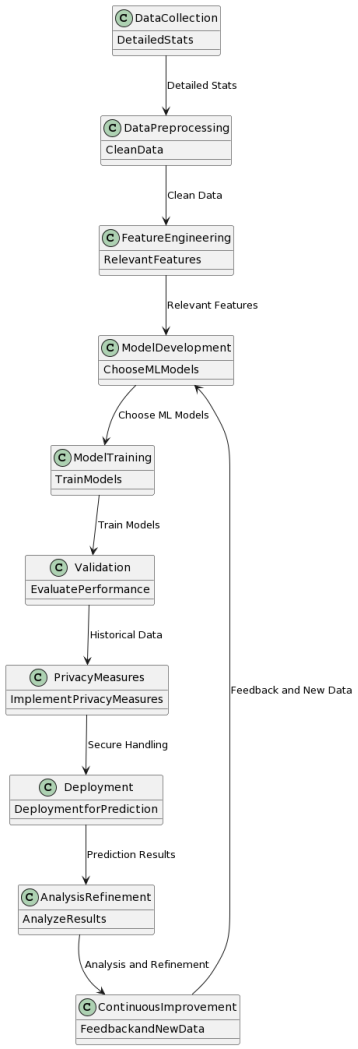 C DataCollection
DetailedStats
Detailed Stats
C DataPreprocessing
CleanData
Clean Data
C FeatureEngineering
RelevantFeatures
Relevant Features
C ModelDevelopment
ChooseMLModels
Choose ML Models
C ModelTraining
TrainModels
Train Models
C Validation
EvaluatePerformance
Historical Data
C PrivacyMeasures
ImplementPrivacyMeasures
Feedback and New Data
Secure Handling
C Deployment
DeploymentforPrediction
Prediction Results
C AnalysisRefinement
AnalyzeResults
Analysis and Refinement
C ContinuousImprovement
FeedbackandNewData